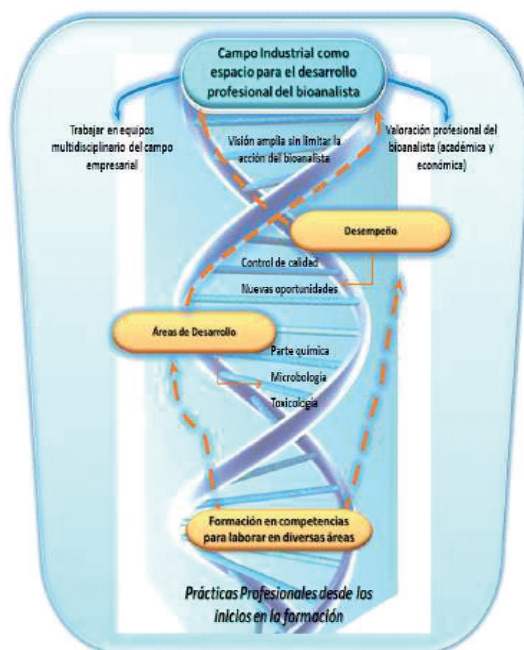 Campo Industrial como
espacio para el desarrollo
profesional del bioanalista
Trabajar en equipos
multidisciplinario del campo
empresarial
Visión amplia sin limitar la
acción del bioanalista
Valoración profesional del
bioanalista (académica y
económica)
Desempeño
Control de calidad
Nuevas oportunidades
Áreas de Desarrollo
Parte química
Microbología
Toxicología
Formación en competencias
para laborar en diversas áreas
Prácticas Profesionales desde los
inicios en la formación